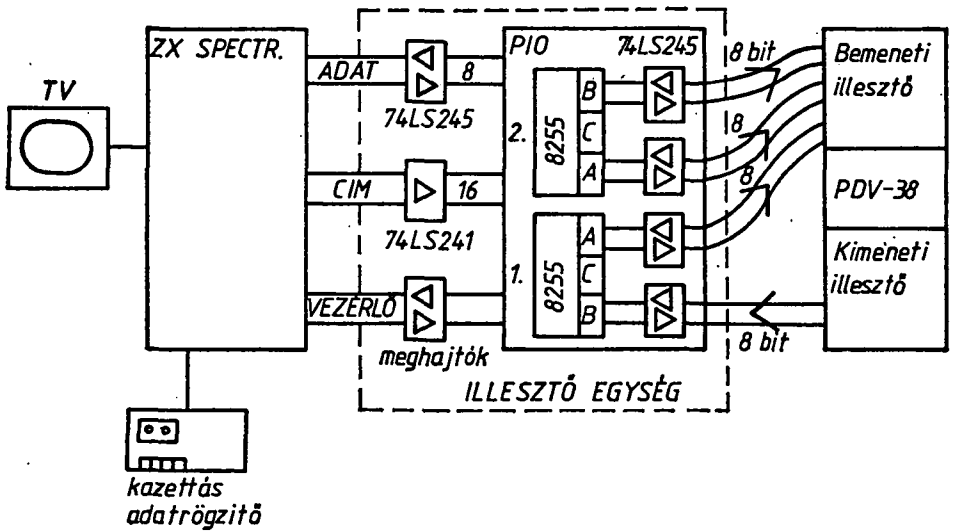 TV
ZX SPECTR.
ADAT
8
74LS245
CIM
16
74LS241
VEZÉRLŐ
meghajtók
PIO
74LS245
2.
8255
B
C
A
1.
8255
A
C
B
ILLESZTŐ EGYSÉG
8 bit
8
8
8 bit
Bemeneti
illesztő
PDV-38
Kimeneti
illesztő
kazettás
adatrögzitő